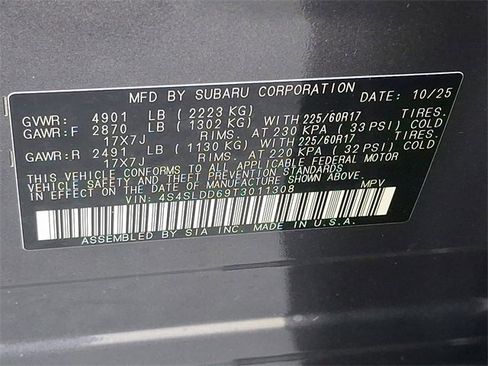 MFD BY SUBARU CORPORATION DATE: 10/25
GVWR: 4901 LB (2223 KG)
GAWR:F 2870 LB (1302 KG) WITH 225/60R17 TIRES.
17X7J RIMS. AT 230 KPA (33 PSI) COLD
GAWR:R 2491 LB (1130 KG) WITH 225/60R17 TIRES.
17X7J RIMS. AT 220 KPA (32 PSI) COLD
THIS VEHICLE CONFORMS TO ALL APPLICABLE FEDERAL MOTOR
VEHICLE SAFETY AND THEFT PREVENTION STANDARDS IN
EFFECT ON THE DATE OF MANUFACTURE SHOWN ABOVE.
VIN: 4S4SLDD69T3011308 MPV
ASSEMBLED BY SIA INC. MADE IN U.S.A.